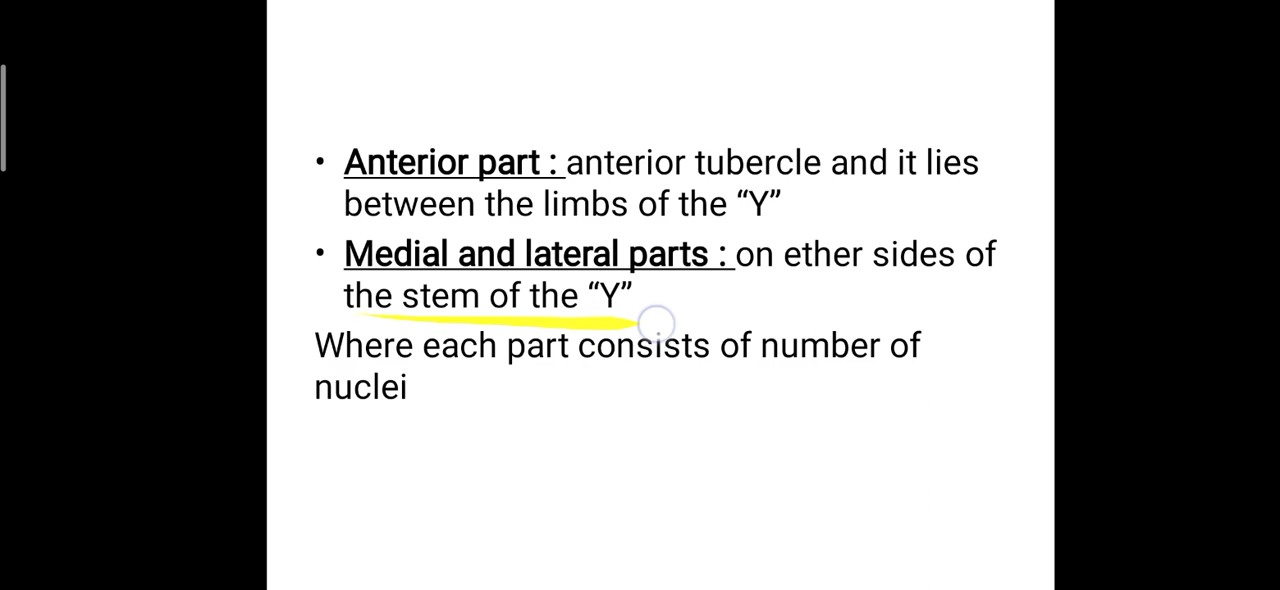 • Anterior part : anterior tubercle and it lies
between the limbs of the “Y”
• Medial and lateral parts : on ether sides of
the stem of the “Y”
Where each part consists of number of
nuclei